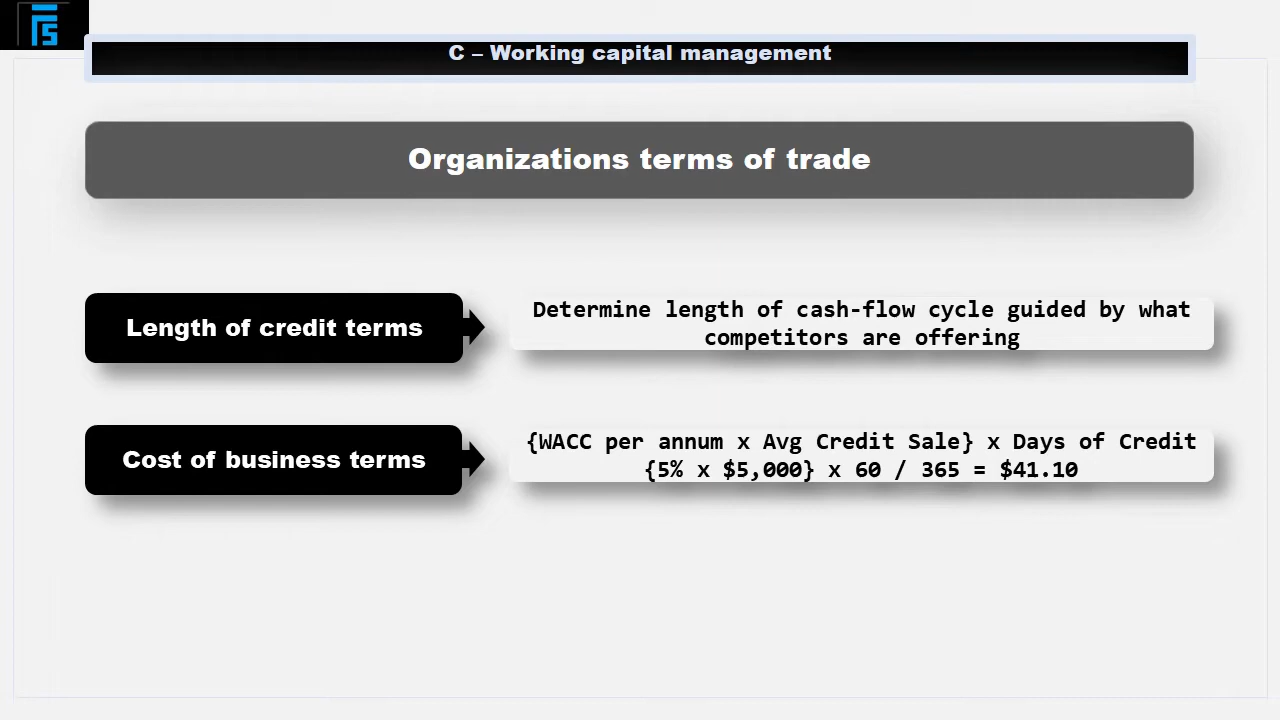 C – Working capital management
Organizations terms of trade
Length of credit terms
Determine length of cash-flow cycle guided by what
competitors are offering
Cost of business terms
{WACC per annum x Avg Credit Sale} x Days of Credit
{5% x $5,000} x 60 / 365 = $41.10